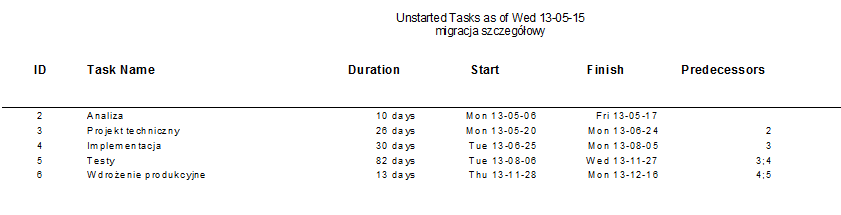 Unstarted Tasks as of Wed 13-05-15
migracja szczegółowy
ID Task Name Duration Start Finish Predecessors
2 Analiza 10 days Mon 13-05-06 Fri 13-05-17
3 Projekt techniczny 26 days Mon 13-05-20 Mon 13-06-24 2
4 Implementacja 30 days Tue 13-06-25 Mon 13-08-05 3
5 Testy 82 days Tue 13-08-06 Wed 13-11-27 3;4
6 Wdrożenie produkcyjne 13 days Thu 13-11-28 Mon 13-12-16 4;5